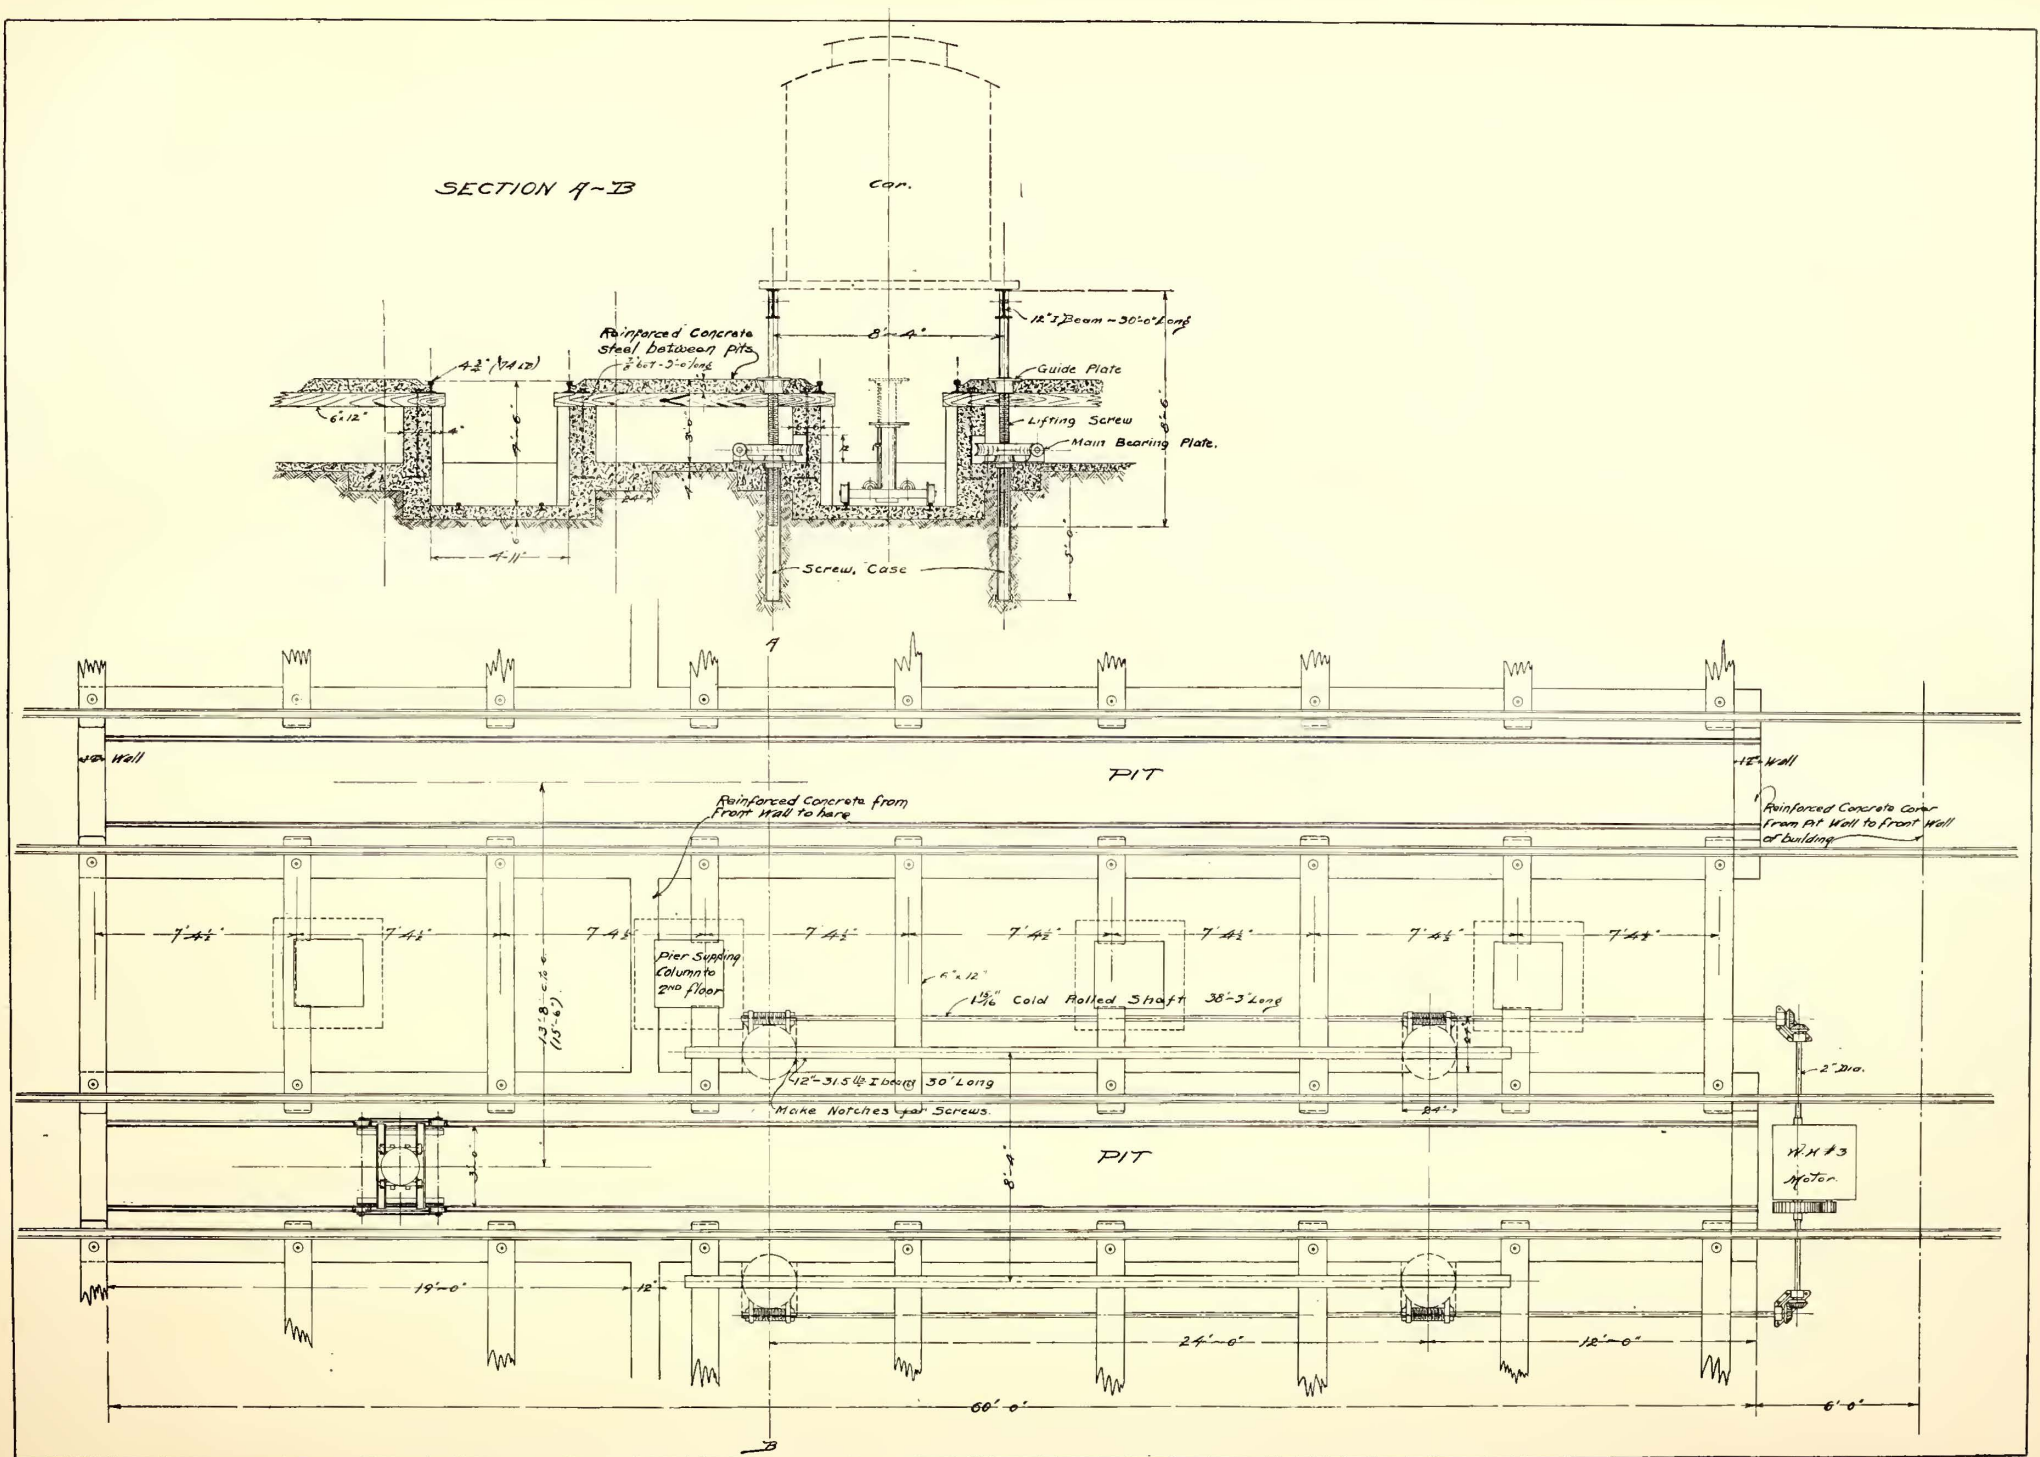 SECTION A-B
Car.
Reinforced Concrete
steel between pits
12" I Beam - 30'-0" Long
8'-4"
Guide Plate
6"x12"
4"
4'-6"
3'-0"
Lifting Screw
8'-6"
Main Bearing Plate.
24"
6"
4'-11"
5'-0"
Screw. Case
A
12" Wall
PIT
12" Wall
Reinforced Concrete from
Front Wall to here
Reinforced Concrete Cover
From Pit Wall to Front Wall
of building
7'4½"
7'4½"
7'4½"
7'4½"
7'4½"
7'4½"
7'4½"
7'4½"
Pier Supp'ing
Column to
2ND floor
6"x12"
13'-8" c. to c.
(15'-6").
1 15/16" Cold Rolled Shaft 38'-3" Long
24"
2" Dia.
12"-31.5 I beam 30' Long
Make Notches for Screws.
24"
3'-0"
8'-4"
PIT
W.H #3
Motor.
19'-0"
12"
24'-0"
12'-0"
60'-0"
6'-0"
B